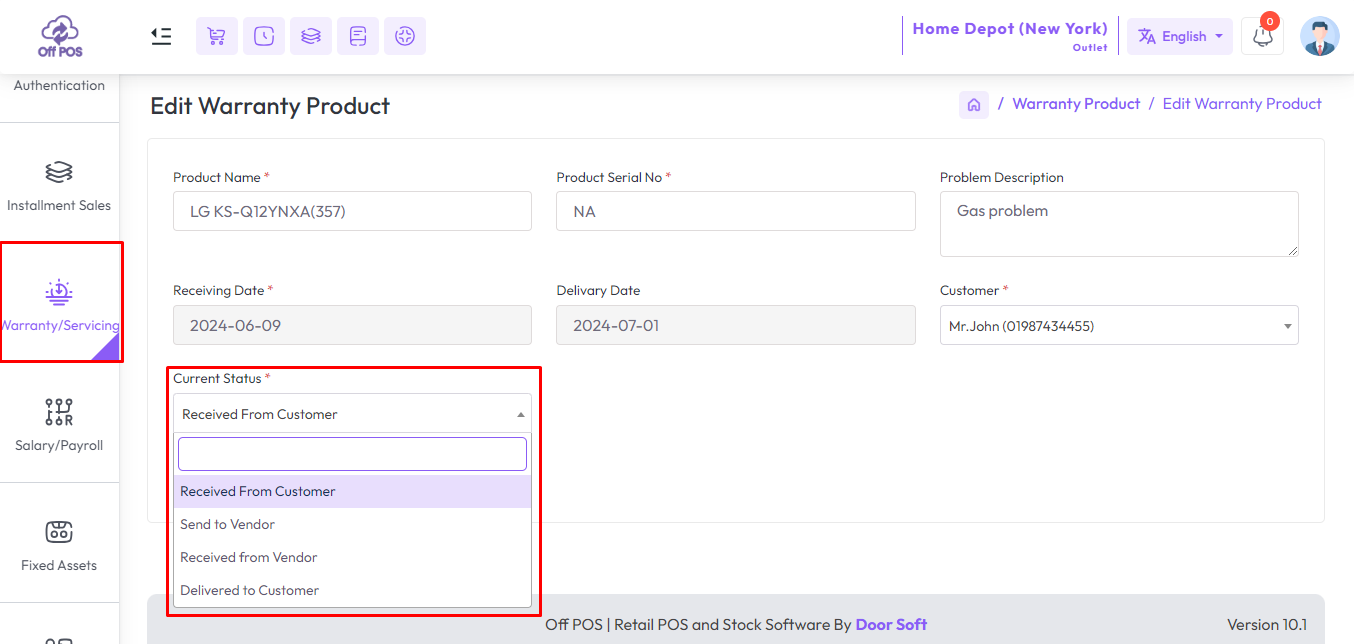 Off POS
Home Depot (New York)
Outlet
English
0
Authentication
Installment Sales
Warranty/Servicing
Salary/Payroll
Fixed Assets
Edit Warranty Product
/ Warranty Product / Edit Warranty Product
Product Name *
LG KS-Q12YNXA(357)
Product Serial No *
NA
Problem Description
Gas problem
Receiving Date *
2024-06-09
Delivary Date
2024-07-01
Customer *
Mr.John (01987434455)
Current Status *
Received From Customer
Received From Customer
Send to Vendor
Received from Vendor
Delivered to Customer
Off POS | Retail POS and Stock Software By Door Soft
Version 10.1